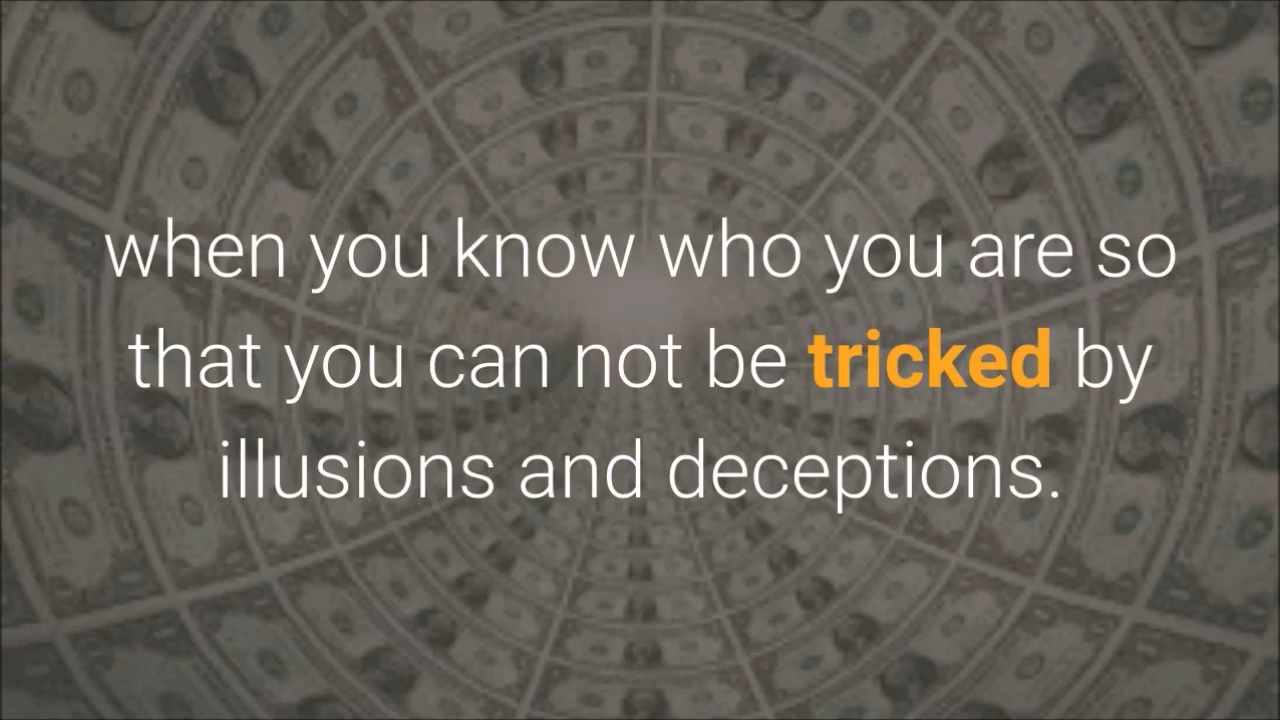 when you know who you are so
that you can not be tricked by
illusions and deceptions.